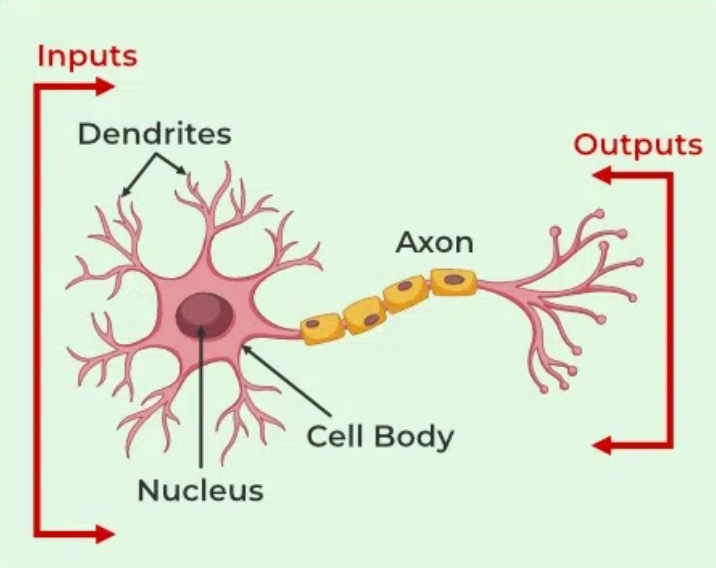 Inputs
Dendrites
Outputs
Axon
Cell Body
Nucleus